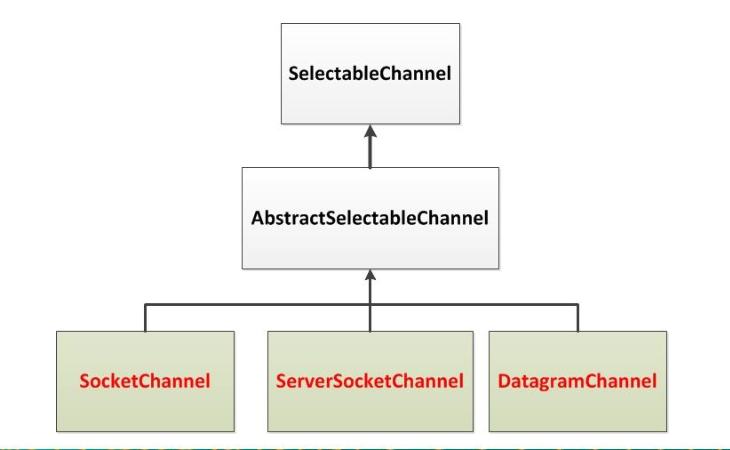 SelectableChannel
AbstractSelectableChannel
SocketChannel
ServerSocketChannel
DatagramChannel